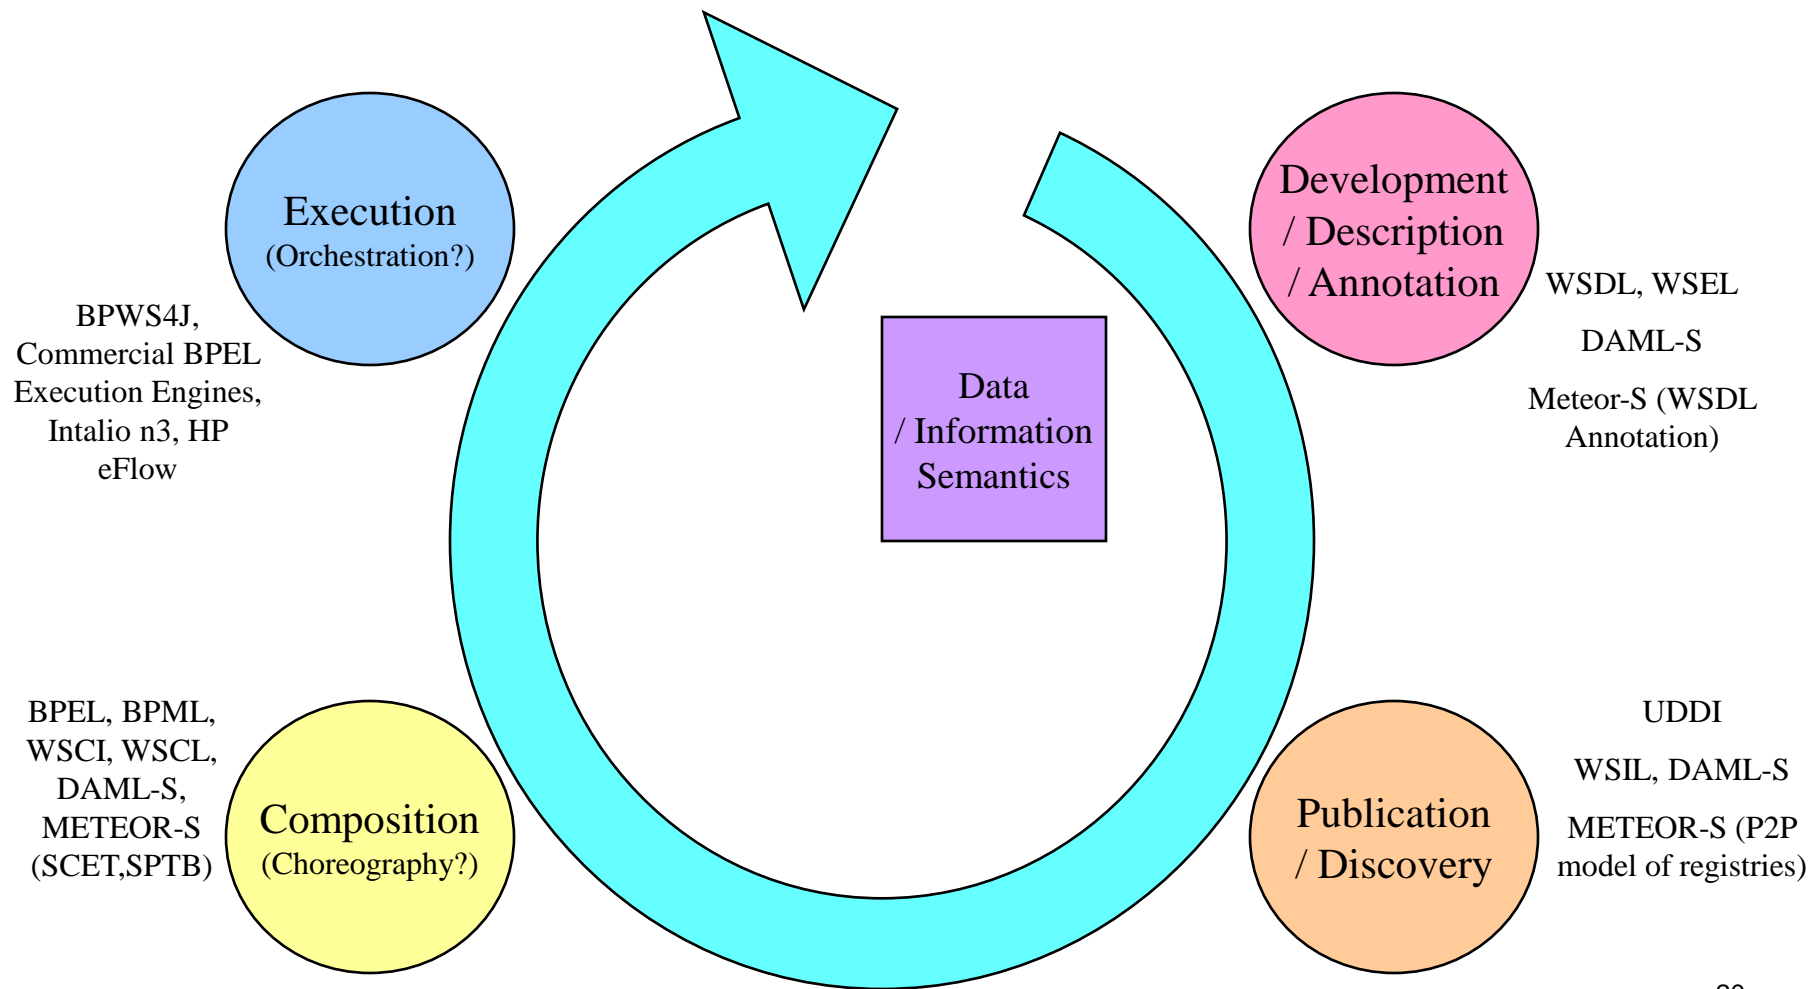 Execution
(Orchestration?)
BPWS4J,
Commercial BPEL
Execution Engines,
Intalio n3, HP
eFlow
Development
/ Description
/ Annotation
WSDL, WSEL
DAML-S
Meteor-S (WSDL
Annotation)
Data
/ Information
Semantics
BPEL, BPML,
WSCI, WSCL,
DAML-S,
METEOR-S
(SCET,SPTB)
Composition
(Choreography?)
Publication
/ Discovery
UDDI
WSIL, DAML-S
METEOR-S (P2P
model of registries)